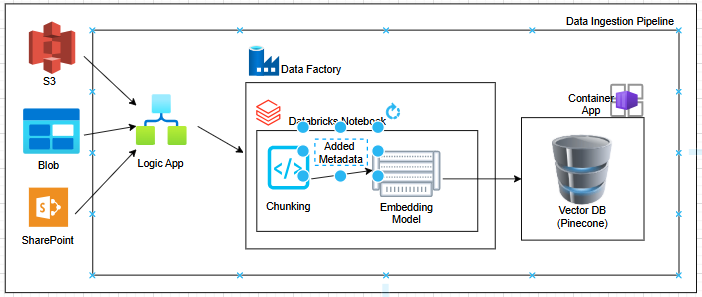 Data Ingestion Pipeline
S3
Blob
SharePoint
Logic App
Data Factory
Databricks Notebook
Added
Metadata
Chunking
Embedding
Model
Container
App
Vector DB
(Pinecone)